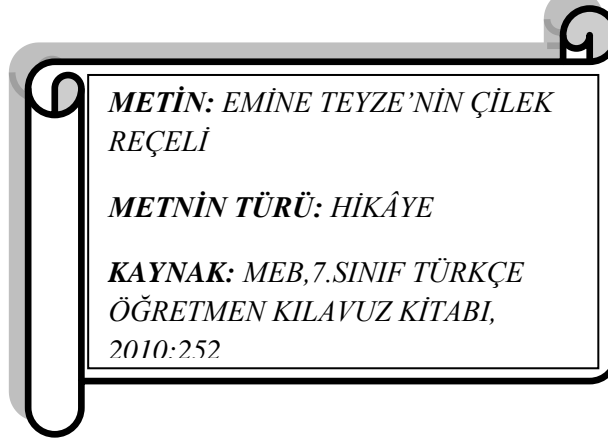 METİN: EMİNE TEYZE’NİN ÇİLEK
REÇELİ
METNİN TÜRÜ: HİKÂYE
KAYNAK: MEB,7.SINIF TÜRKÇE
ÖĞRETMEN KILAVUZ KİTABI,
2010:252